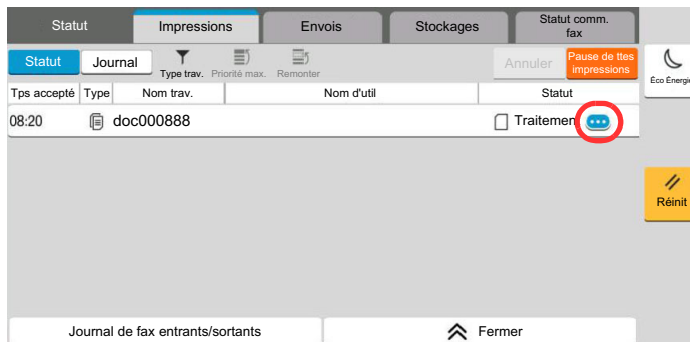 Statut
Impressions
Envois
Stockages
Statut comm.
fax
Statut
Journal
Type trav.
Priorité max.
Remonter
Annuler
Pause de ttes
impressions
Éco Énergie
Tps accepté
Type
Nom trav.
Nom d'util
Statut
08:20
doc000888
Traitemen
Réinit
Journal de fax entrants/sortants
Fermer